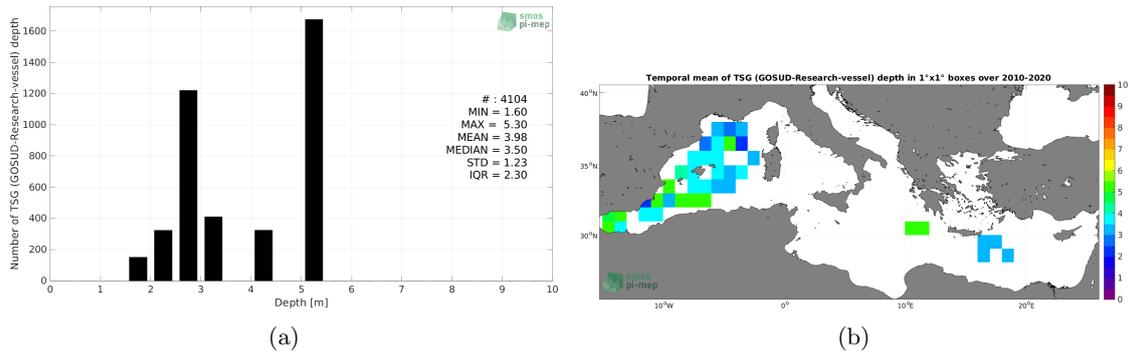 1600
1400
1200
1000
800
600
400
200
0
Number of TSG (GOSUD-Research-vessel) depth
smos
pi-mep
# : 4104
MIN = 1.60
MAX = 5.30
MEAN = 3.98
MEDIAN = 3.50
STD = 1.23
IQR = 2.30
0 1 2 3 4 5 6 7 8 9 10
Depth [m]
(a)
Temporal mean of TSG (GOSUD-Research-vessel) depth in 1°x1° boxes over 2010-2020
40°N
35°N
30°N
smos
pi-mep
10°W 0° 10°E 20°E
10
9
8
7
6
5
4
3
2
1
0
(b)